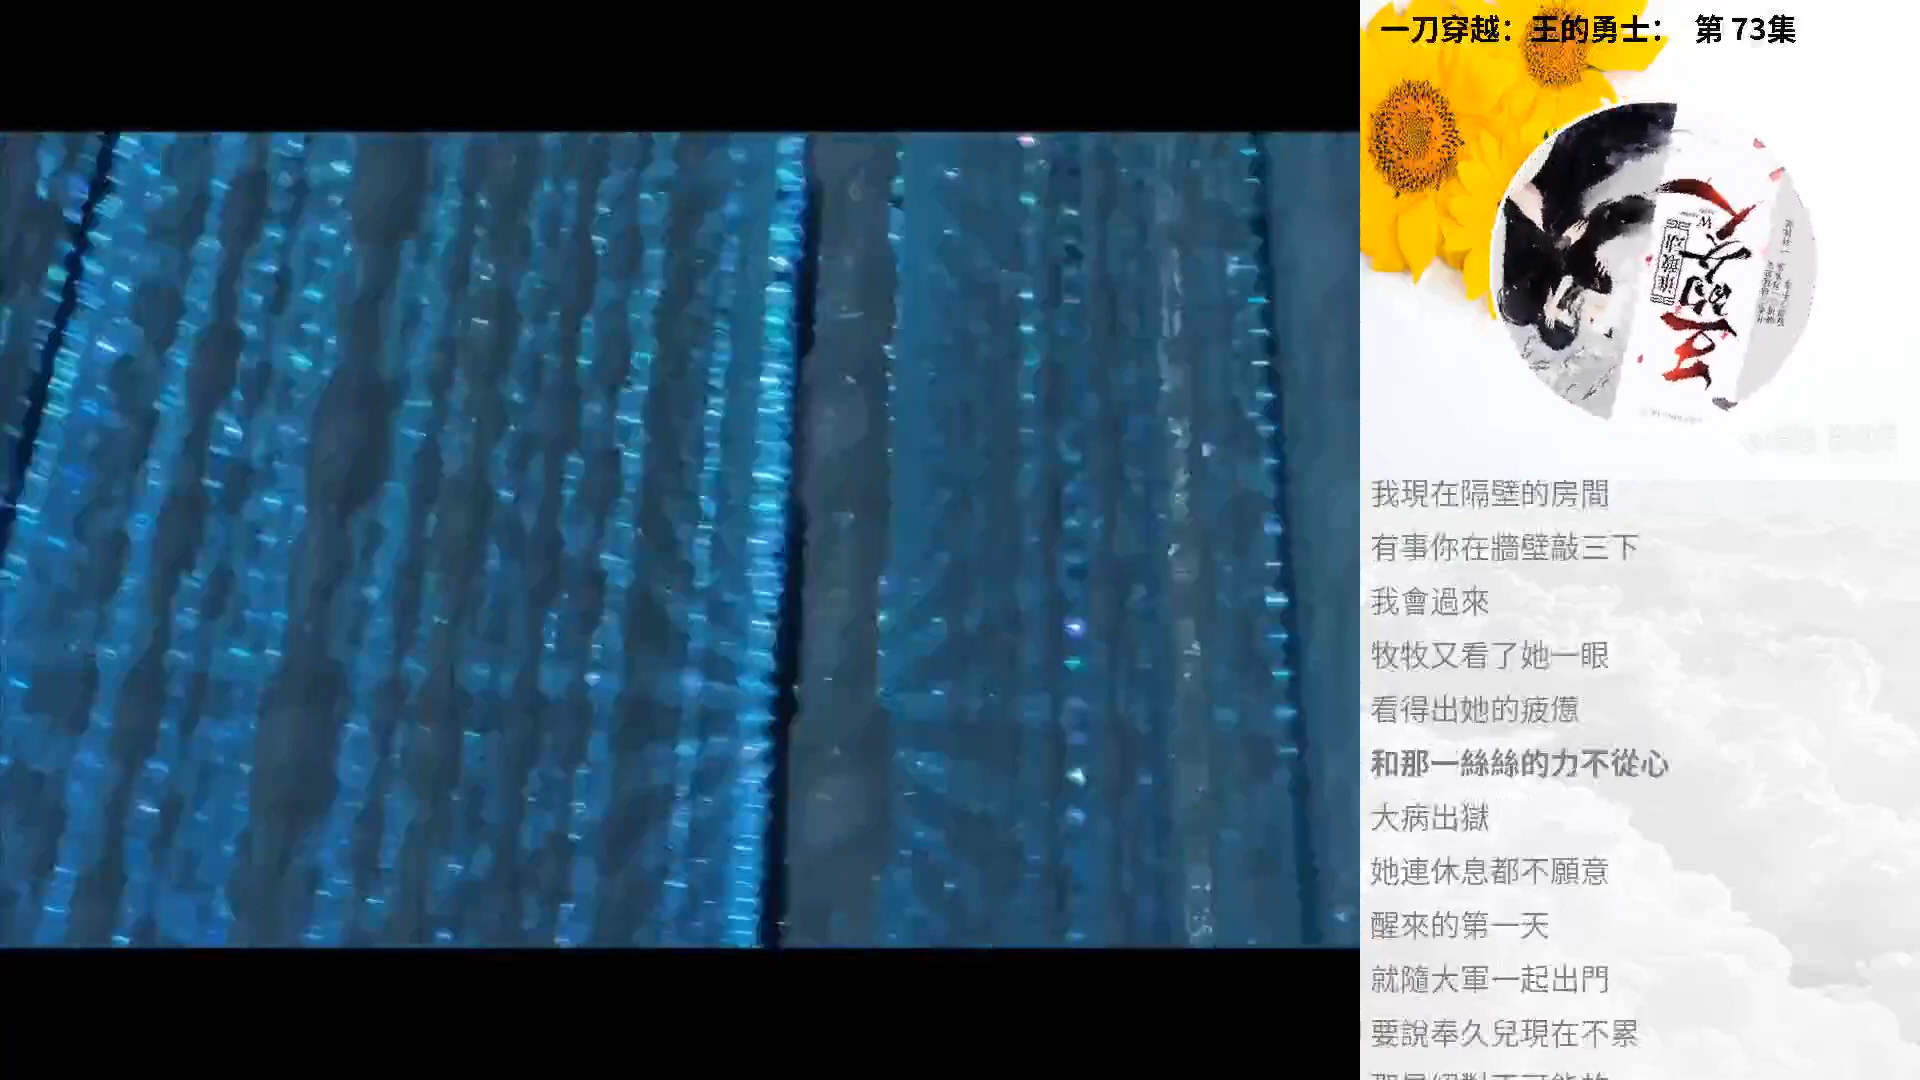 一刀穿越：王的勇士： 第 73集
我現在隔壁的房間
有事你在牆壁敲三下
我會過來
牧牧又看了她一眼
看得出她的疲憊
和那一絲絲的力不從心
大病出獄
她連休息都不願意
醒來的第一天
就隨大軍一起出門
要說奉久兒現在不累